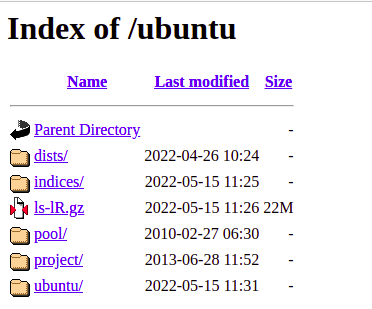 Index of /ubuntu
Name Last modified Size
Parent Directory -
dists/ 2022-04-26 10:24 -
indices/ 2022-05-15 11:25 -
ls-lR.gz 2022-05-15 11:26 22M
pool/ 2010-02-27 06:30 -
project/ 2013-06-28 11:52 -
ubuntu/ 2022-05-15 11:31 -